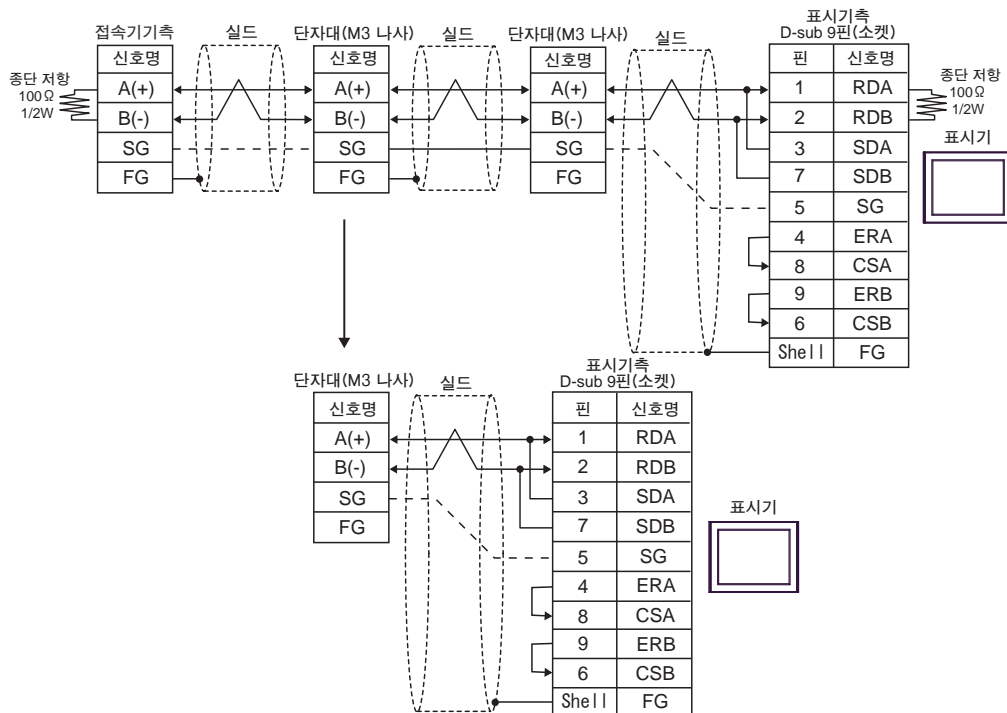 접속기기측
신호명
A(+)
B(-)
SG
FG
종단 저항
100Ω
1/2W
실드
단자대(M3 나사)
신호명
A(+)
B(-)
SG
FG
실드
단자대(M3 나사)
신호명
A(+)
B(-)
SG
FG
실드
표시기측
D-sub 9핀(소켓)
핀 신호명
1 RDA
2 RDB
3 SDA
7 SDB
5 SG
4 ERA
8 CSA
9 ERB
6 CSB
Shell FG
종단 저항
100Ω
1/2W
표시기
단자대(M3 나사)
신호명
A(+)
B(-)
SG
FG
실드
표시기측
D-sub 9핀(소켓)
핀 신호명
1 RDA
2 RDB
3 SDA
7 SDB
5 SG
4 ERA
8 CSA
9 ERB
6 CSB
Shell FG
표시기